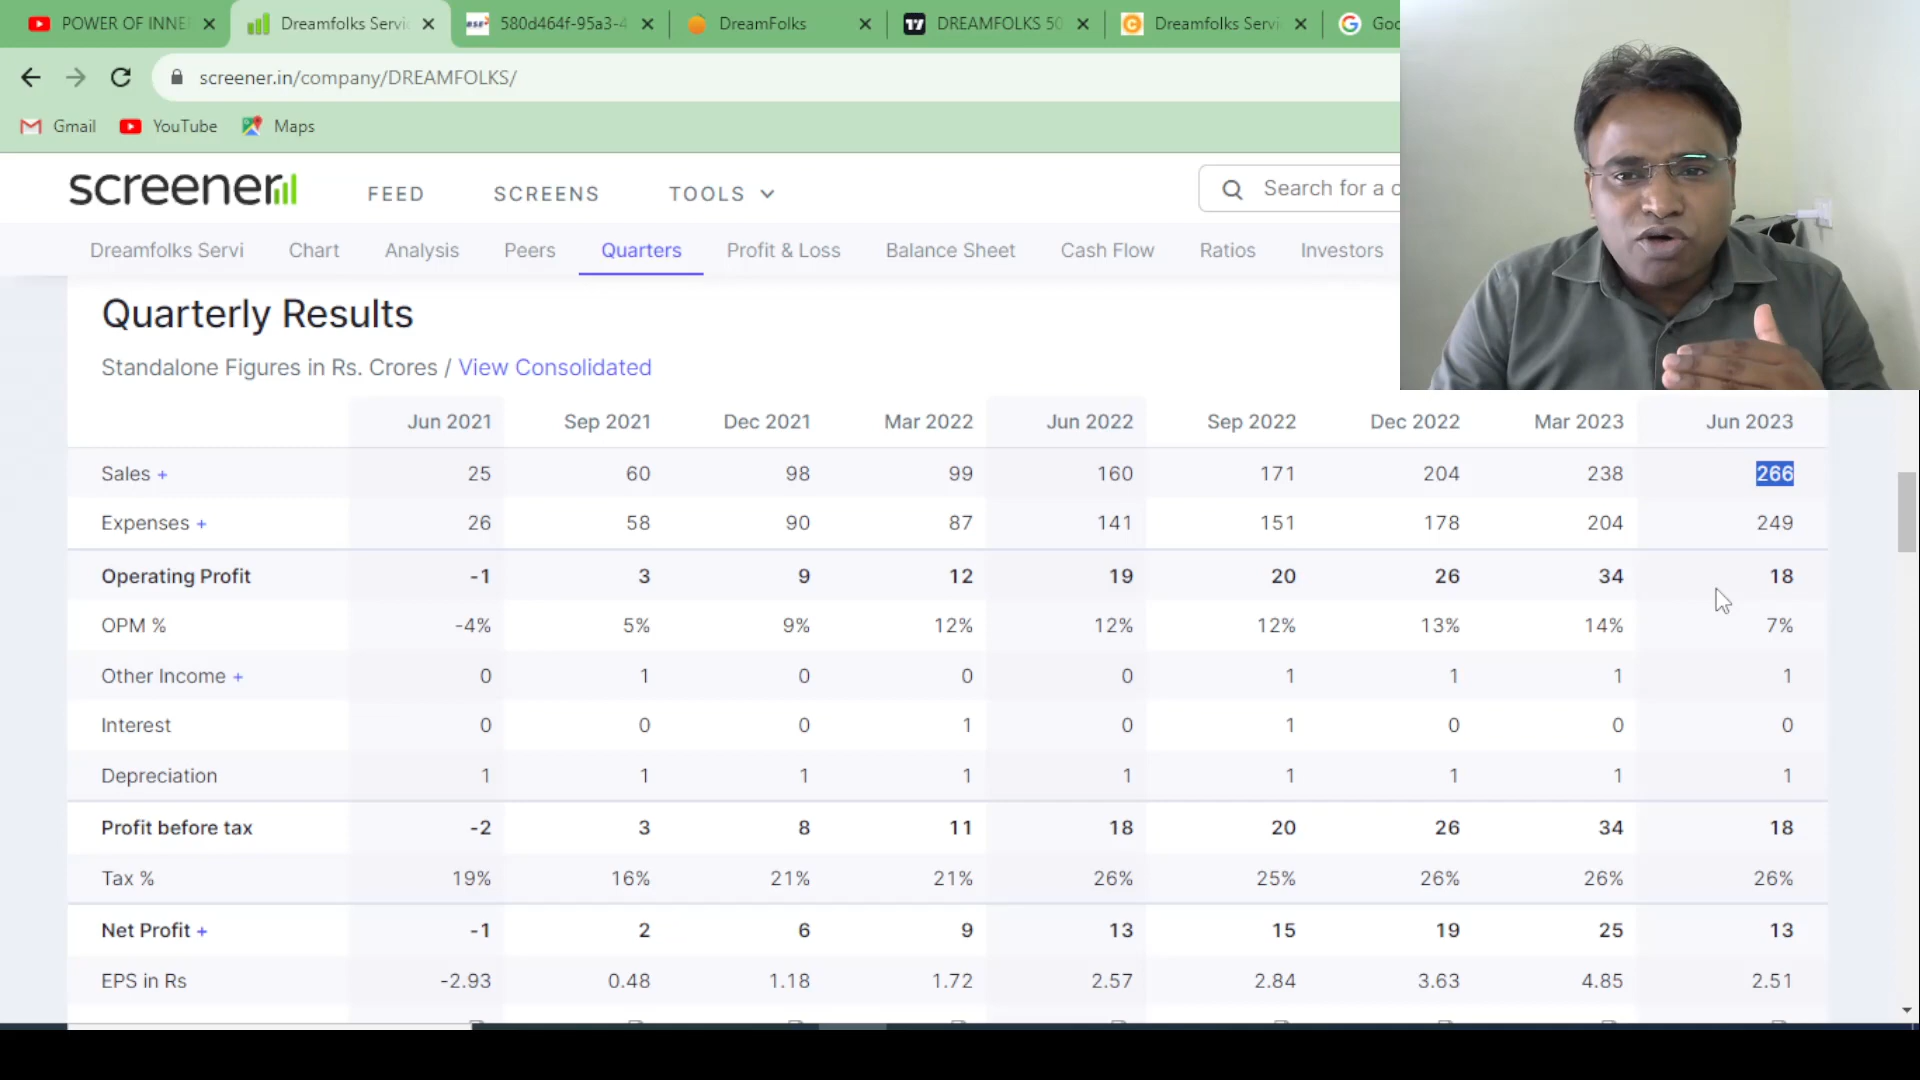 POWER OF INNE
Dreamfolks Servi
580d464f-95a3-4
DreamFolks
DREAMFOLKS 50
Dreamfolks Servi
Goo
screener.in/company/DREAMFOLKS/
Gmail YouTube Maps
screener FEED SCREENS TOOLS Search for a c
Dreamfolks Servi Chart Analysis Peers Quarters Profit & Loss Balance Sheet Cash Flow Ratios Investors
Quarterly Results
Standalone Figures in Rs. Crores / View Consolidated
Jun 2021 Sep 2021 Dec 2021 Mar 2022 Jun 2022 Sep 2022 Dec 2022 Mar 2023 Jun 2023
Sales + 25 60 98 99 160 171 204 238 266
Expenses + 26 58 90 87 141 151 178 204 249
Operating Profit -1 3 9 12 19 20 26 34 18
OPM % -4% 5% 9% 12% 12% 12% 13% 14% 7%
Other Income + 0 1 0 0 0 1 1 1 1
Interest 0 0 0 1 0 1 0 0 0
Depreciation 1 1 1 1 1 1 1 1 1
Profit before tax -2 3 8 11 18 20 26 34 18
Tax % 19% 16% 21% 21% 26% 25% 26% 26% 26%
Net Profit + -1 2 6 9 13 15 19 25 13
EPS in Rs -2.93 0.48 1.18 1.72 2.57 2.84 3.63 4.85 2.51